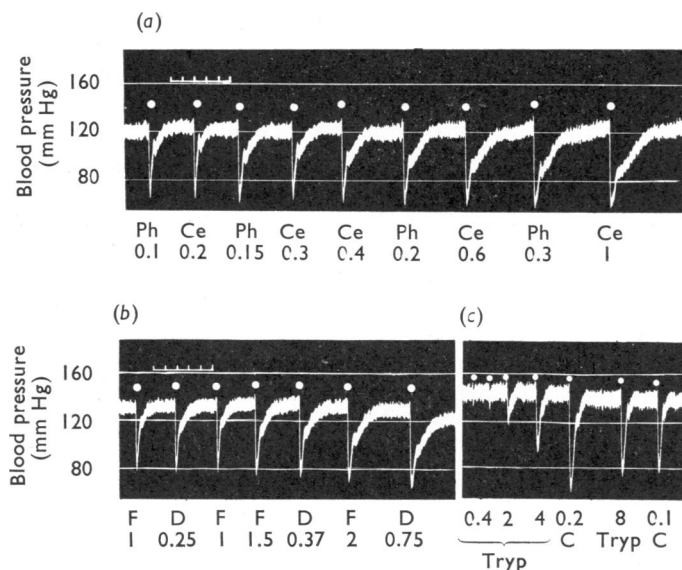 (a)
Blood pressure
(mm Hg)
160
120
80
Ph Ce Ph Ce Ce Ph Ce Ph Ce
0.1 0.2 0.15 0.3 0.4 0.2 0.6 0.3 1
(b)
(c)
Blood pressure
(mm Hg)
160
120
80
F D F F D F D
1 0.25 1 1.5 0.37 2 0.75
0.4 2 4 0.2 8 0.1
C Tryp C
Tryp